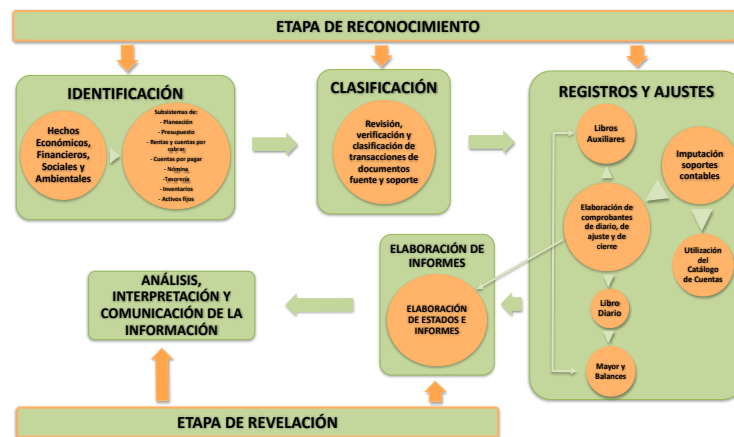 ETAPA DE RECONOCIMIENTO
IDENTIFICACIÓN
Hechos
Económicos,
Financieros,
Sociales y
Ambientales
Subsistemas de:
- Planeación
- Presupuesto
- Rentas y cuentas por
cobrar
- Cuentas por pagar
- Nómina
-Tesorería
- Inventarios
- Activos fijos
CLASIFICACIÓN
Revisión,
verificación y
clasificación de
transacciones de
documentos
fuente y soporte
REGISTROS Y AJUSTES
Libros
Auxiliares
Imputación
soportes
contables
Elaboración de
comprobantes
de diario, de
ajuste y de
cierre
Utilización
del
Catálogo
de Cuentas
Libro
Diario
Mayor y
Balances
ELABORACIÓN DE
INFORMES
ELABORACIÓN
DE ESTADOS E
INFORMES
ANÁLISIS,
INTERPRETACIÓN Y
COMUNICACIÓN DE LA
INFORMACIÓN
ETAPA DE REVELACIÓN